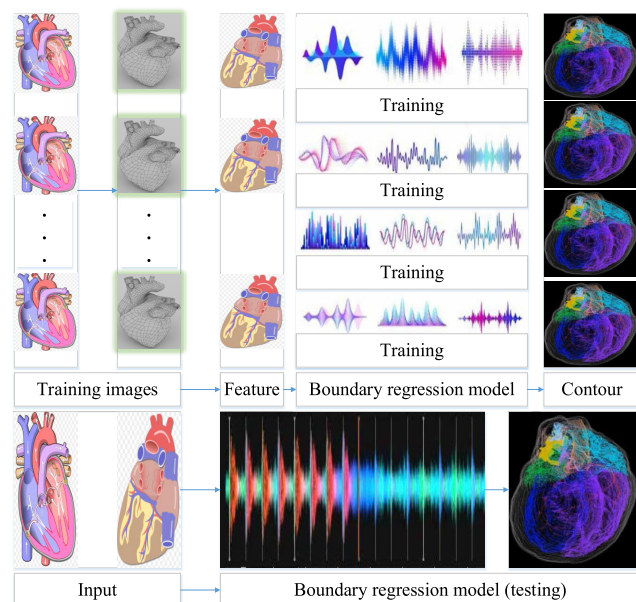 Training
Training
Training
Training
Training images
Feature
Boundary regression model
Contour
Input
Boundary regression model (testing)